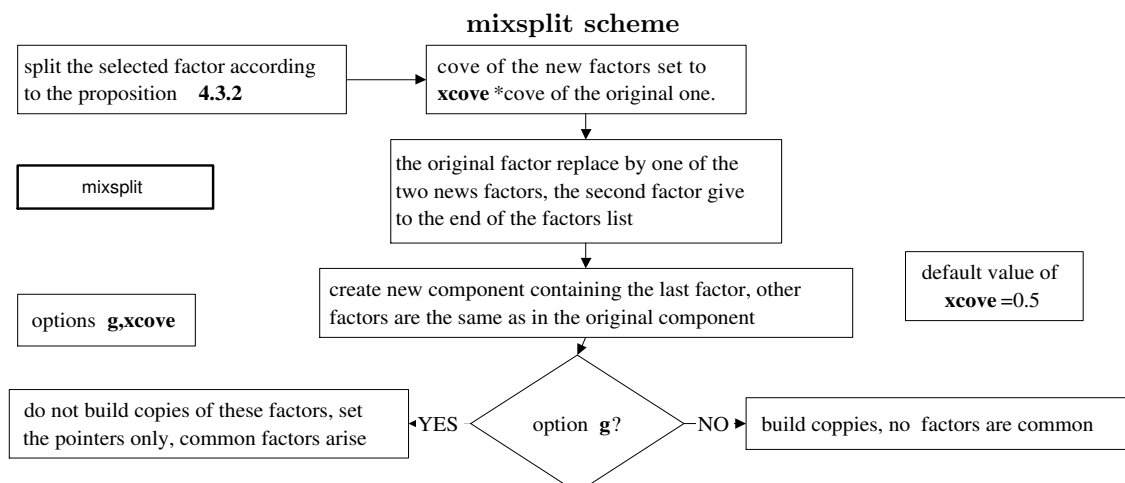 mixsplit scheme
split the selected factor according
to the proposition 4.3.2
cove of the new factors set to
xcove *cove of the original one.
the original factor replace by one of the
two news factors, the second factor give
to the end of the factors list
mixsplit
create new component containing the last factor, other
factors are the same as in the original component
default value of
xcove =0.5
options g,xcove
do not build copies of these factors, set
the pointers only, common factors arise
YES
option g?
NO
build coppies, no factors are common